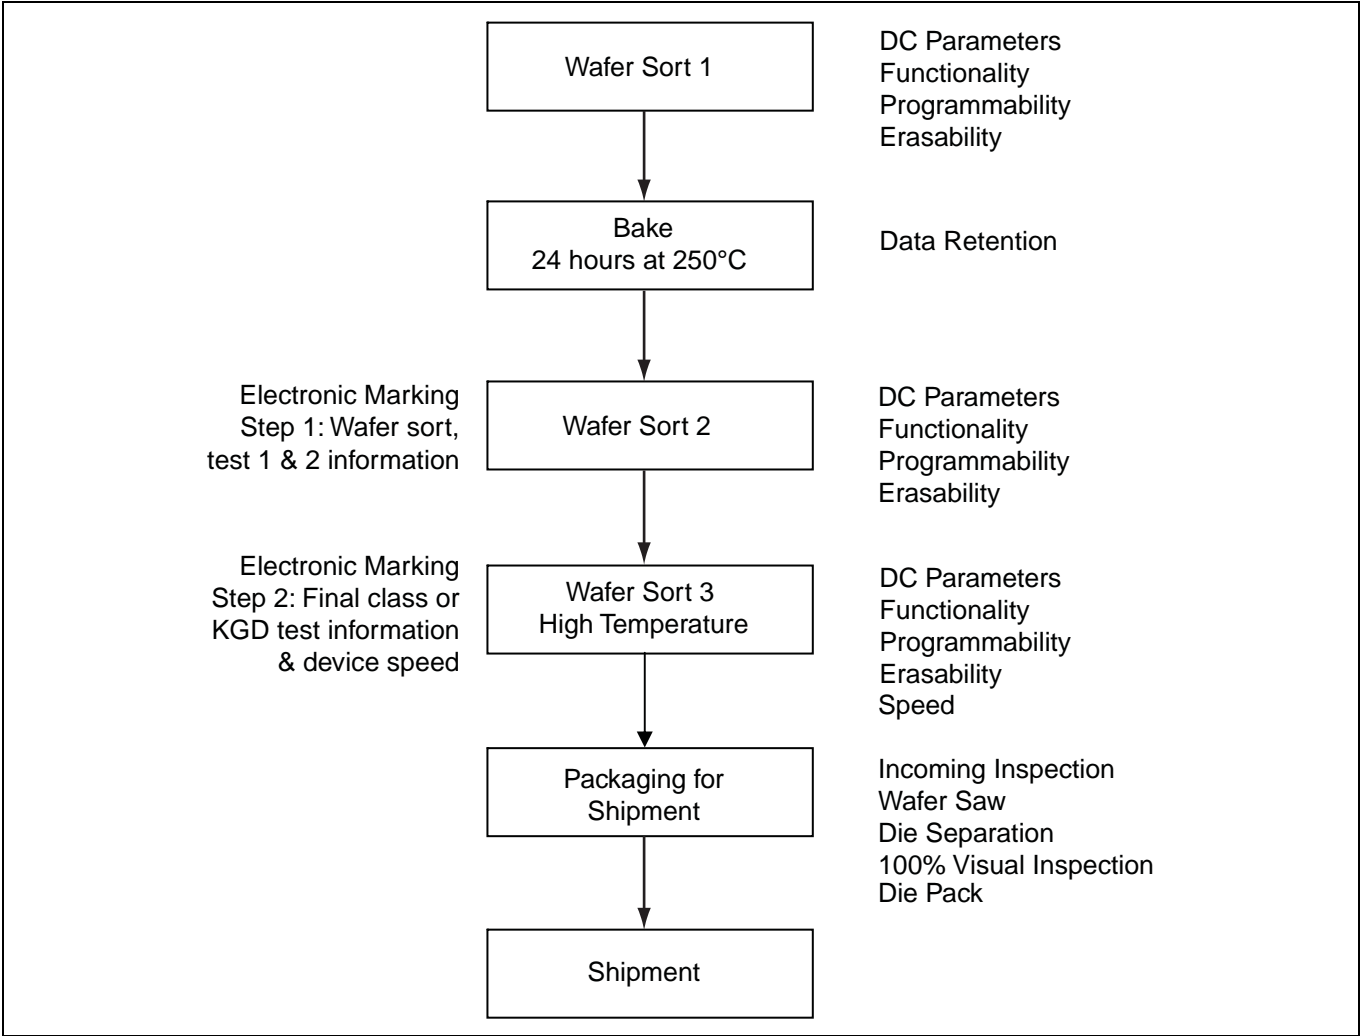 Wafer Sort 1
DC Parameters
Functionality
Programmability
Erasability
Bake
24 hours at 250°C
Data Retention
Electronic Marking
Step 1: Wafer sort,
test 1 & 2 information
Wafer Sort 2
DC Parameters
Functionality
Programmability
Erasability
Electronic Marking
Step 2: Final class or
KGD test information
& device speed
Wafer Sort 3
High Temperature
DC Parameters
Functionality
Programmability
Erasability
Speed
Packaging for
Shipment
Incoming Inspection
Wafer Saw
Die Separation
100% Visual Inspection
Die Pack
Shipment